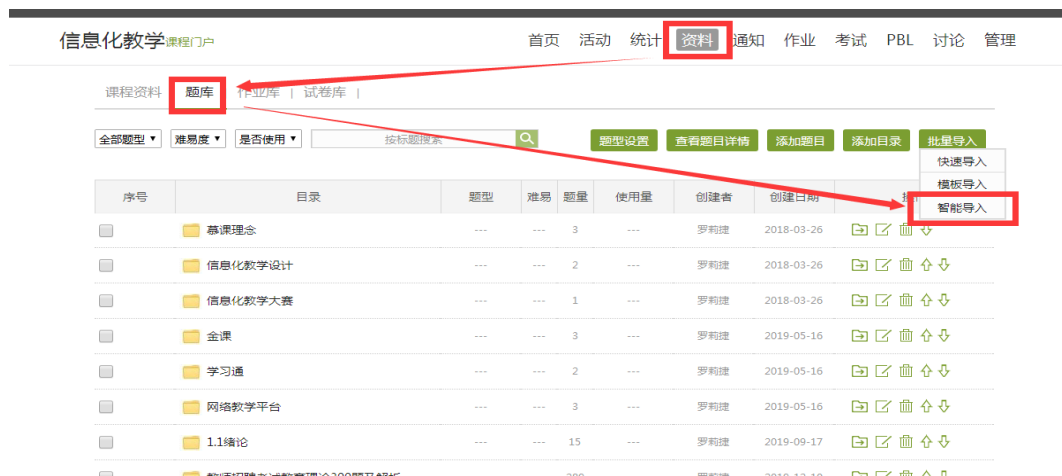 信息化教学课程门户 首页 活动 统计 资料 通知 作业 考试 PBL 讨论 管理
课程资料 题库 作业库 | 试卷库 |
全部题型 难易度 是否使用 按标题搜索 题型设置 查看题目详情 添加题目 添加目录 批量导入
快速导入
模板导入
序号 目录 题型 难易 题量 使用量 创建者 创建日期 智能导入
慕课理念 --- --- 3 --- 罗莉捷 2018-03-26
信息化教学设计 --- --- 2 --- 罗莉捷 2018-03-26
信息化教学大赛 --- --- 1 --- 罗莉捷 2018-03-26
金课 --- --- 3 --- 罗莉捷 2019-05-16
学习通 --- --- 2 --- 罗莉捷 2019-05-16
网络教学平台 --- --- 3 --- 罗莉捷 2019-05-16
1.1绪论 --- --- 15 --- 罗莉捷 2019-09-17